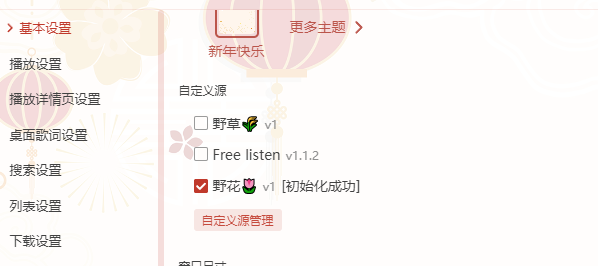 基本设置
播放设置
播放详情页设置
桌面歌词设置
搜索设置
列表设置
下载设置
新年快乐
更多主题
自定义源
野草🌾 v1
Free listen v1.1.2
野花🌷 v1 [初始化成功]
自定义源管理